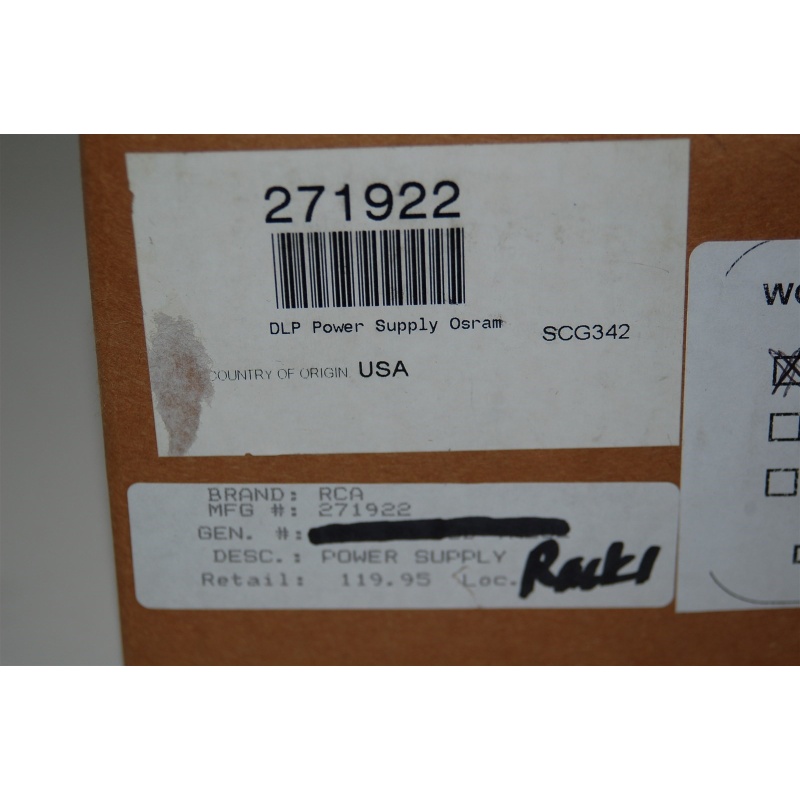 271922
DLP Power Supply Osram
SCG342
COUNTRY OF ORIGIN USA
BRAND: RCA
MFG #: 271922
GEN. #:
DESC.: POWER SUPPLY
Retail: 119.95 Loc.